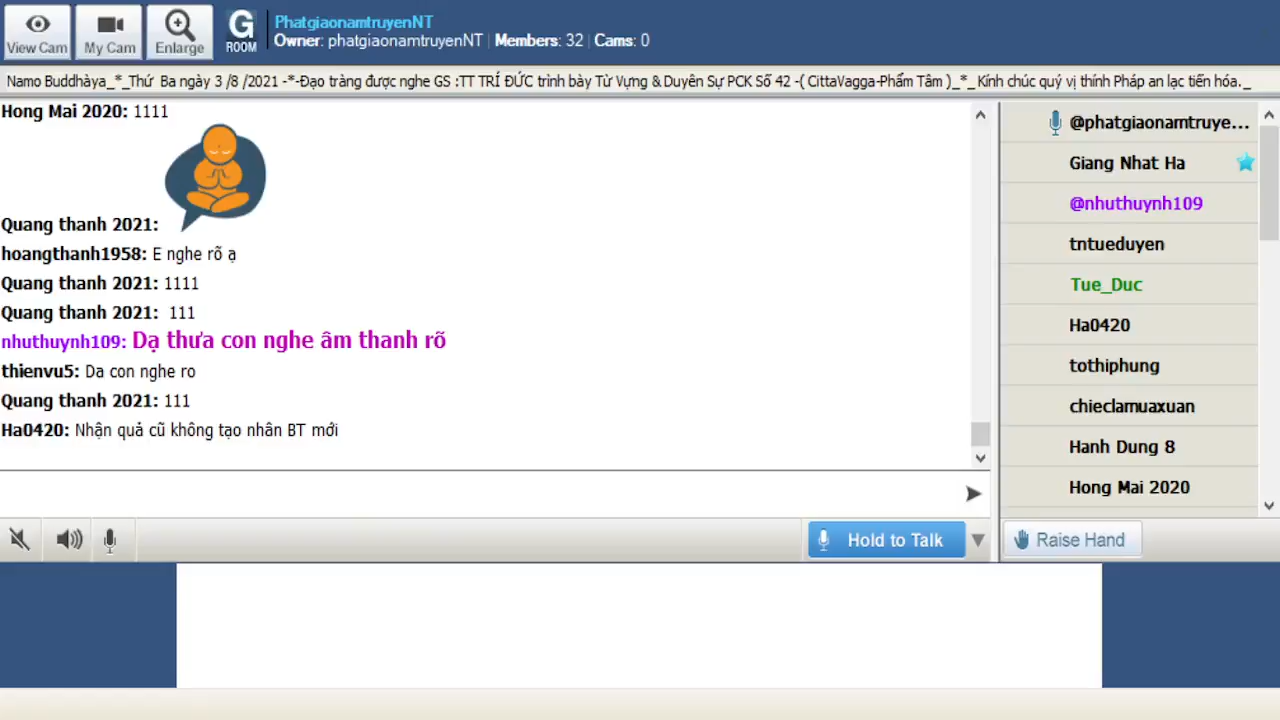 View Cam
My Cam
Enlarge
G
ROOM
PhatgiaonamtruyenNT
Owner: phatgiaonamtruyenNT | Members: 32 | Cams: 0
Namo Buddhàya_*_Thứ Ba ngày 3 /8 /2021 -*-Đạo tràng được nghe GS :TT TRÍ ĐỨC trình bày Từ Vựng & Duyên Sự PCK Số 42 -( CittaVagga-Phẩm Tâm )_*_ Kính chúc quý vị thính Pháp an lạc tiến hóa._
Hong Mai 2020: 1111
Quang thanh 2021:
hoangthanh1958: E nghe rõ ạ
Quang thanh 2021: 1111
Quang thanh 2021: 111
nhuthuynh109: Dạ thưa con nghe âm thanh rõ
thienvu5: Da con nghe ro
Quang thanh 2021: 111
Ha0420: Nhận quả cũ không tạo nhân BT mới
@phatgiaonamtruye...
Giang Nhat Ha
@nhuthuynh109
tntueduyen
Tue_Duc
Ha0420
tothiphung
chieclamuaxuan
Hanh Dung 8
Hong Mai 2020
Hold to Talk
Raise Hand